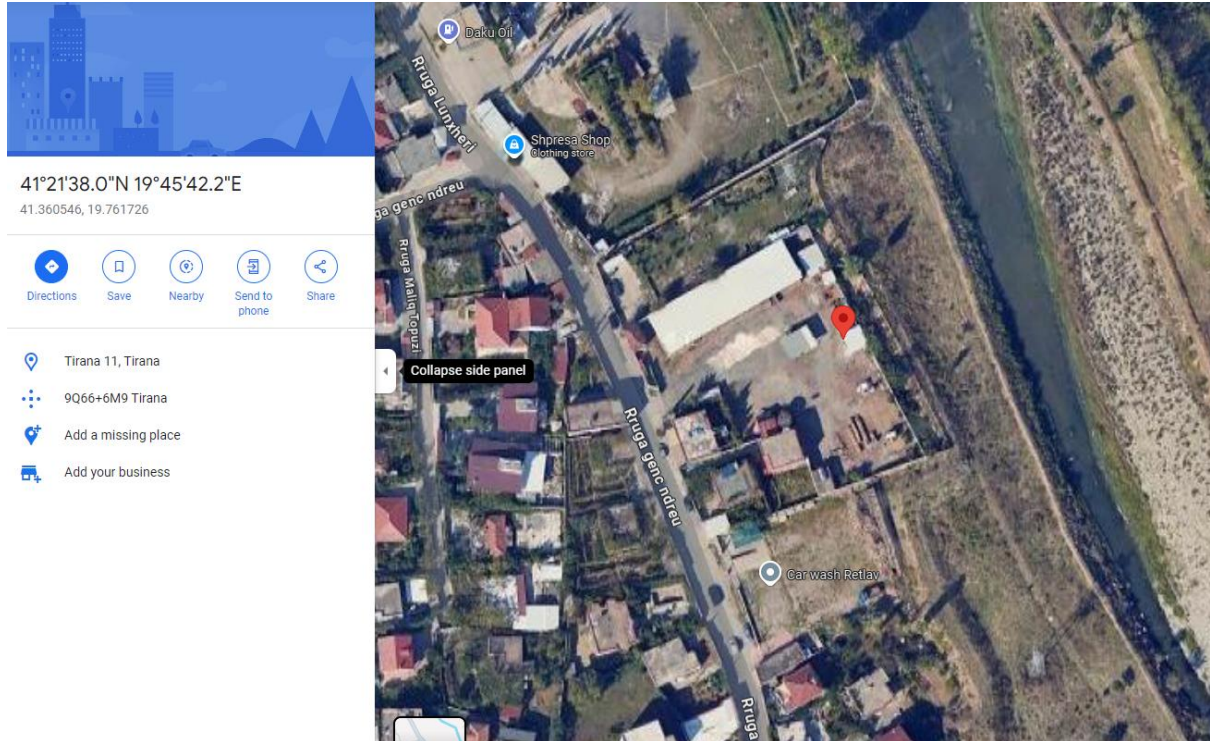 41°21'38.0"N 19°45'42.2"E
41.360546, 19.761726
Directions
Save
Nearby
Send to
phone
Share
Tirana 11, Tirana
9Q66+6M9 Tirana
Add a missing place
Add your business
Collapse side panel
Daku Oil
Rruga Lunxheri
Shpresa Shop
Clothing store
ga genc ndreu
Rruga Maliq Topuzi
Rruga genc ndreu
Car wash Retlav
Rruga